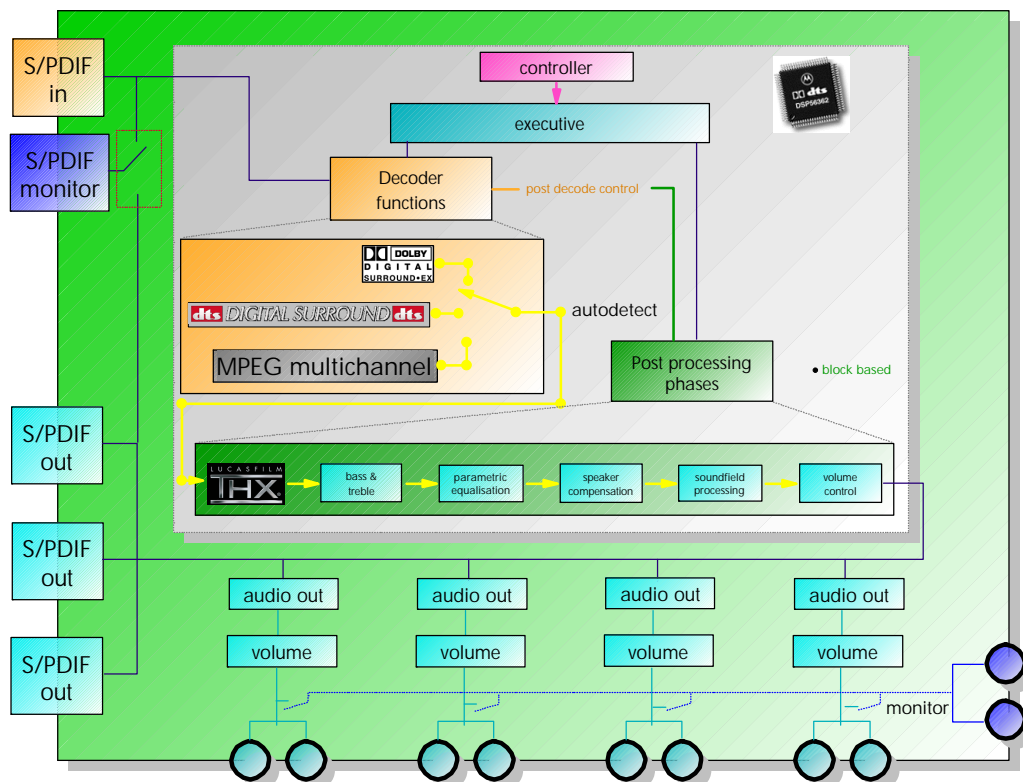 S/PDIF
in
controller
dts
DSP56362
executive
S/PDIF
monitor
Decoder
functions
post decode control
DOLBY
DIGITAL
SURROUND•EX
dts DIGITAL SURROUND dts
autodetect
MPEG multichannel
Post processing
phases
• block based
S/PDIF
out
LUCASFILM
THX
bass &
treble
parametric
equalisation
speaker
compensation
soundfield
processing
volume
control
S/PDIF
out
audio out
audio out
audio out
audio out
S/PDIF
out
volume
volume
volume
volume
monitor